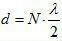 d = N · λ/2